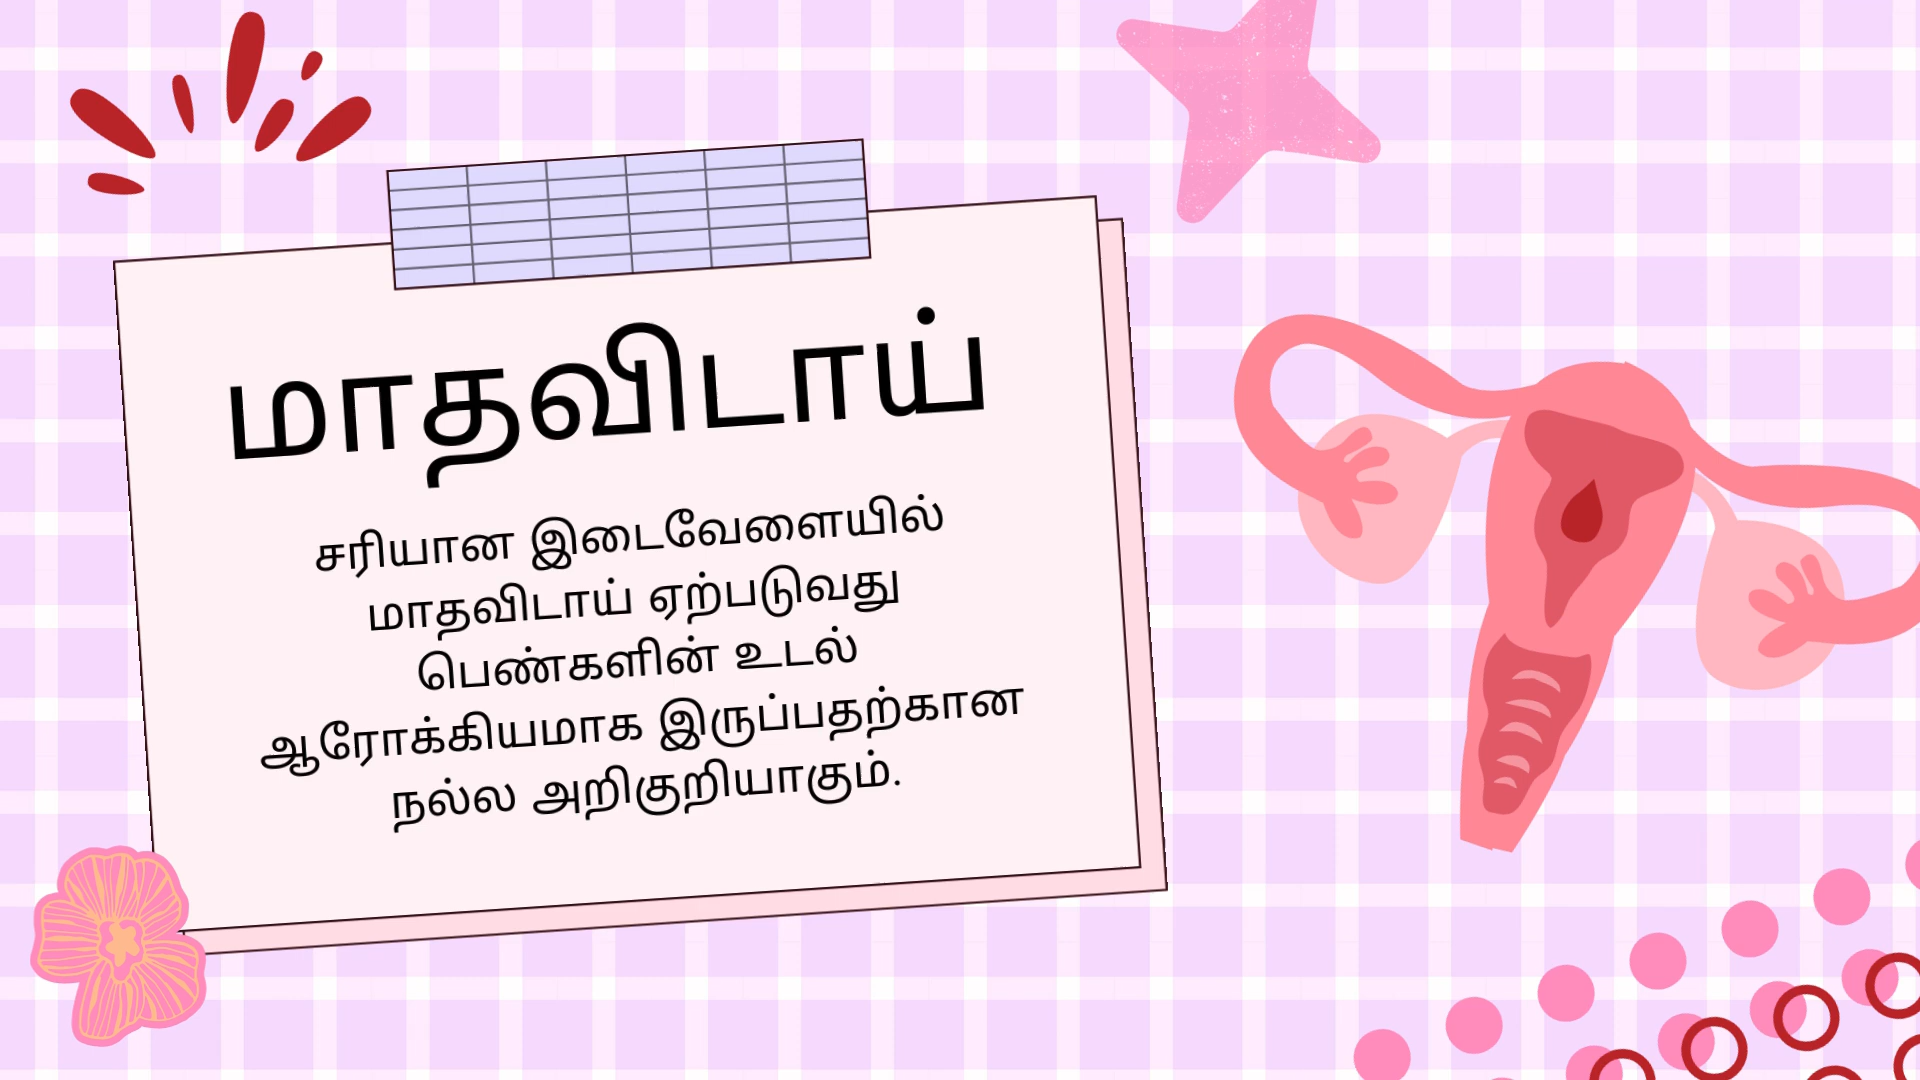 மாதவிடாய்
சரியான இடைவேளையில்
மாதவிடாய் ஏற்படுவது
பெண்களின் உடல்
ஆரோக்கியமாக இருப்பதற்கான
நல்ல அறிகுறியாகும்.